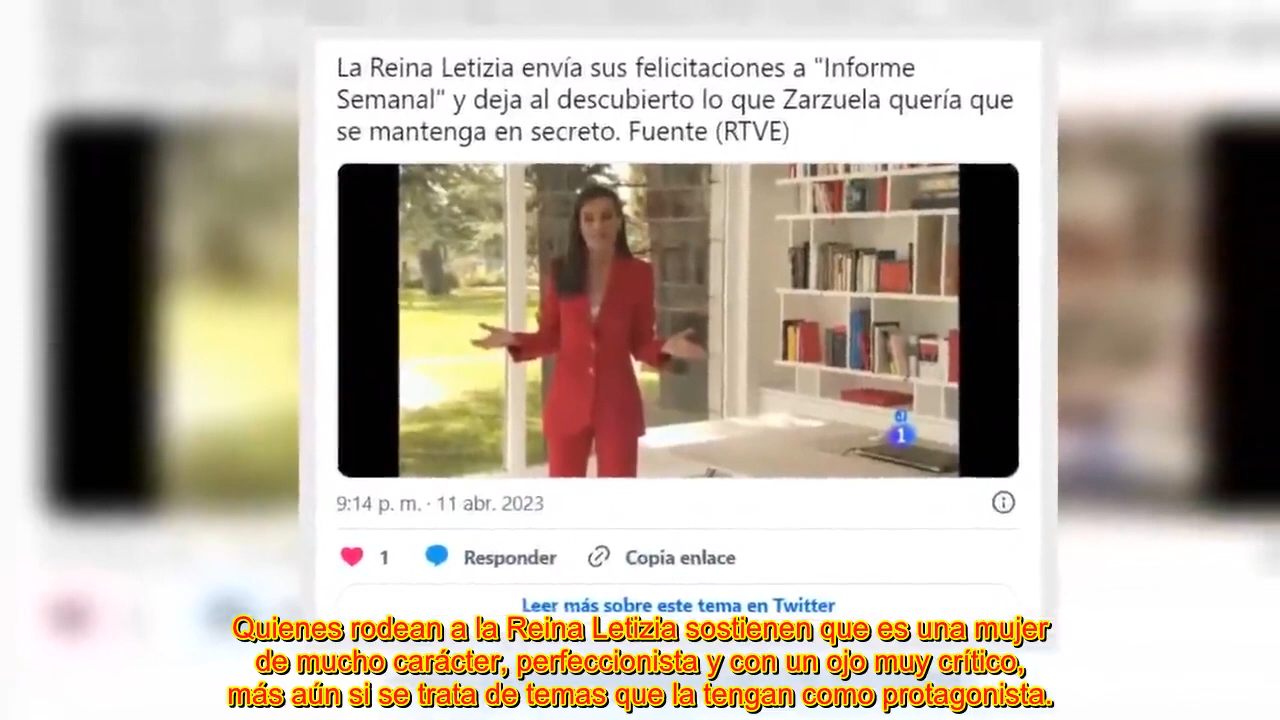 La Reina Letizia envía sus felicitaciones a "Informe
Semanal" y deja al descubierto lo que Zarzuela quería que
se mantenga en secreto. Fuente (RTVE)
1
9:14 p. m. · 11 abr. 2023
1 Responder Copia enlace
Leer más sobre este tema en Twitter
Quienes rodean a la Reina Letizia sostienen que es una mujer
de mucho carácter, perfeccionista y con un ojo muy crítico,
más aún si se trata de temas que la tengan como protagonista.